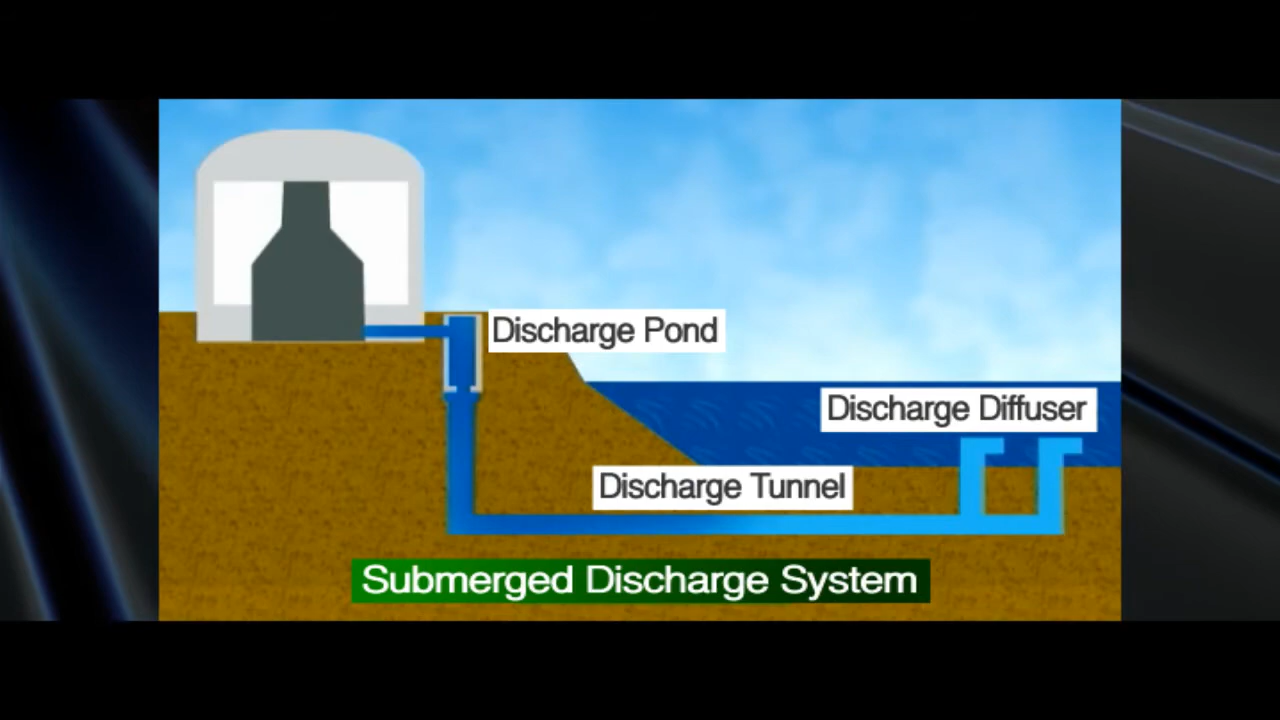 Discharge Pond
Discharge Diffuser
Discharge Tunnel
Submerged Discharge System